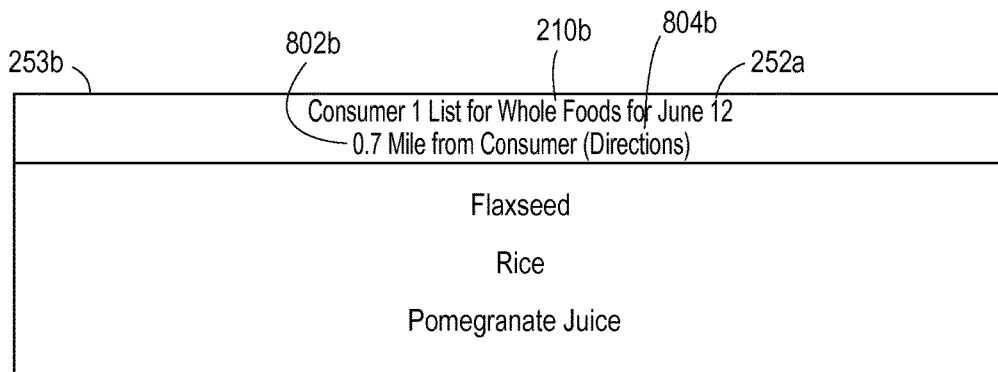 802b 210b 804b
253b 252a
Consumer 1 List for Whole Foods for June 12
0.7 Mile from Consumer (Directions)
Flaxseed
Rice
Pomegranate Juice